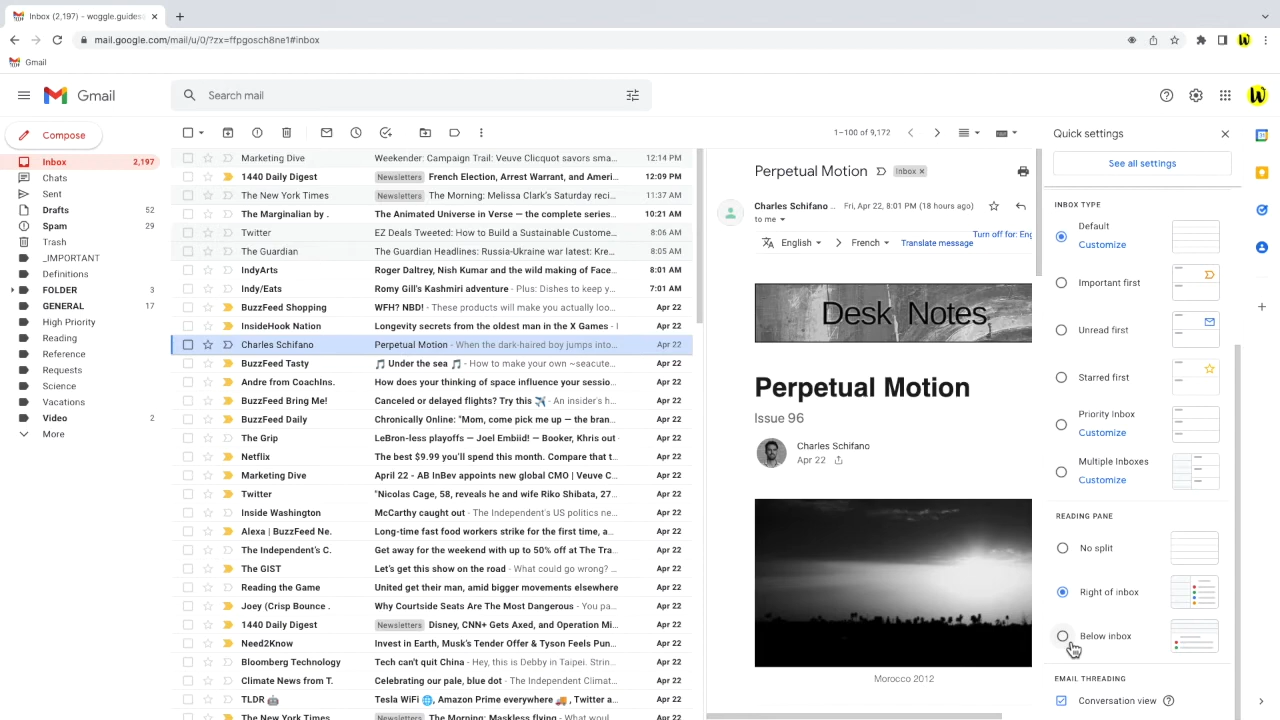 Inbox (2,197) - woggle.guides
mail.google.com/mail/u/0/?zx=ffpgosch8ne1#inbox
Gmail
Gmail
Search mail
Compose
Inbox 2,197
Chats
Sent
Drafts 52
Spam 29
Trash
_IMPORTANT
Definitions
FOLDER 3
GENERAL 17
High Priority
Reading
Reference
Requests
Science
Vacations
Video 2
More
1–100 of 9,172
Marketing Dive Weekender: Campaign Trail: Veuve Clicquot savors sma… 12:14 PM
1440 Daily Digest Newsletters French Election, Arrest Warrant, and Ameri… 12:09 PM
The New York Times Newsletters The Morning: Melissa Clark’s Saturday reci… 11:37 AM
The Marginalian by . The Animated Universe in Verse — the complete series… 10:21 AM
Twitter EZ Deals Tweeted: How to Build a Sustainable Custome… 8:06 AM
The Guardian The Guardian Headlines: Russia-Ukraine war latest: Kre… 8:05 AM
IndyArts Roger Daltrey, Nish Kumar and the wild making of Face… 8:01 AM
Indy/Eats Romy Gill's Kashmiri adventure - Plus: Dishes to keep y… 7:01 AM
BuzzFeed Shopping WFH? NBD! - These products will make you actually loo… Apr 22
InsideHook Nation Longevity secrets from the oldest man in the X Games - I Apr 22
Charles Schifano Perpetual Motion - When the dark-haired boy jumps into… Apr 22
BuzzFeed Tasty 🎵 Under the sea 🎵 - How to make your own ~seacute… Apr 22
Andre from CoachIns. How does your thinking of space influence your sessio… Apr 22
BuzzFeed Bring Me! Canceled or delayed flights? Try this ✈️ - An insider's h… Apr 22
BuzzFeed Daily Chronically Online: "Mom, come pick me up — the bran… Apr 22
The Grip LeBron-less playoffs — Joel Embiid! — Booker, Khris out - Apr 22
Netflix The best $9.99 you’ll spend this month. Compare that t… Apr 22
Marketing Dive April 22 - AB InBev appoints new global CMO | Veuve C… Apr 22
Twitter "Nicolas Cage, 58, reveals he and wife Riko Shibata, 27… Apr 22
Inside Washington McCarthy caught out - The Independent's US politics ne… Apr 22
Alexa | BuzzFeed Ne. Long-time fast food workers strike for the first time, a… Apr 22
The Independent’s C. Get away for the weekend with up to 50% off at The Tra… Apr 22
The GIST Let’s get this show on the road - What could go wrong? … Apr 22
Reading the Game United get their man, amid bigger movements elsewhere Apr 22
Joey (Crisp Bounce . Why Courtside Seats Are The Most Dangerous - You pa… Apr 22
1440 Daily Digest Newsletters Disney, CNN+ Gets Axed, and Operation Mi… Apr 22
Need2Know Invest in Earth, Musk’s Tender Offer & Tyson Feels Pun… Apr 22
Bloomberg Technology Tech can’t quit China - Hey, this is Debby in Taipei. Strin… Apr 22
Climate News from T. Celebrating our pale, blue dot - The Independent Climat… Apr 22
TLDR 🤖 Tesla WiFi 🌐, Amazon Prime everywhere 🚚, Twitter a… Apr 22
The New York Times Newsletters The Morning: Maskless flying - What woul… Apr 22
Perpetual Motion Inbox ×
Charles Schifano .. Fri, Apr 22, 8:01 PM (18 hours ago)
to me
English > French Translate message Turn off for: Eng
Desk Notes
Perpetual Motion
Issue 96
Charles Schifano
Apr 22
Morocco 2012
Quick settings
See all settings
INBOX TYPE
Default
Customize
Important first
Unread first
Starred first
Priority Inbox
Customize
Multiple Inboxes
Customize
READING PANE
No split
Right of inbox
Below inbox
EMAIL THREADING
Conversation view